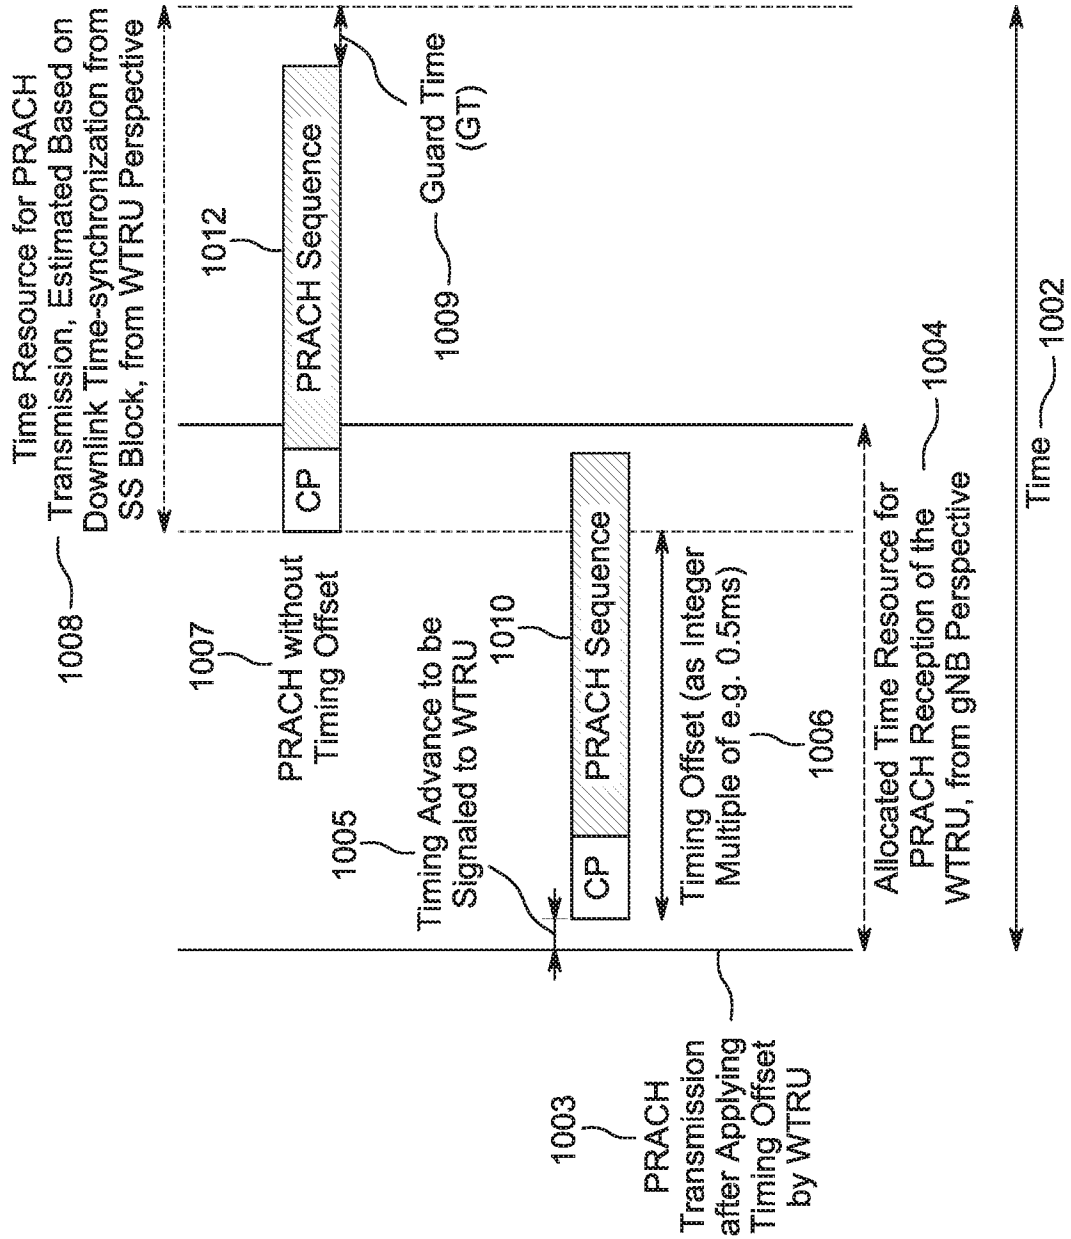 Time Resource for PRACH
1008 Transmission, Estimated Based on
Downlink Time-synchronization from
SS Block, from WTRU Perspective
1007
PRACH without
Timing Offset
CP
PRACH Sequence
1012
1009
Guard Time
(GT)
1005
Timing Advance to be
Signaled to WTRU
1010
CP
PRACH Sequence
Timing Offset (as Integer
Multiple of e.g. 0.5ms)
1006
1003
PRACH
Transmission
after Applying
Timing Offset
by WTRU
Allocated Time Resource for
PRACH Reception of the
WTRU, from gNB Perspective
1004
Time
1002